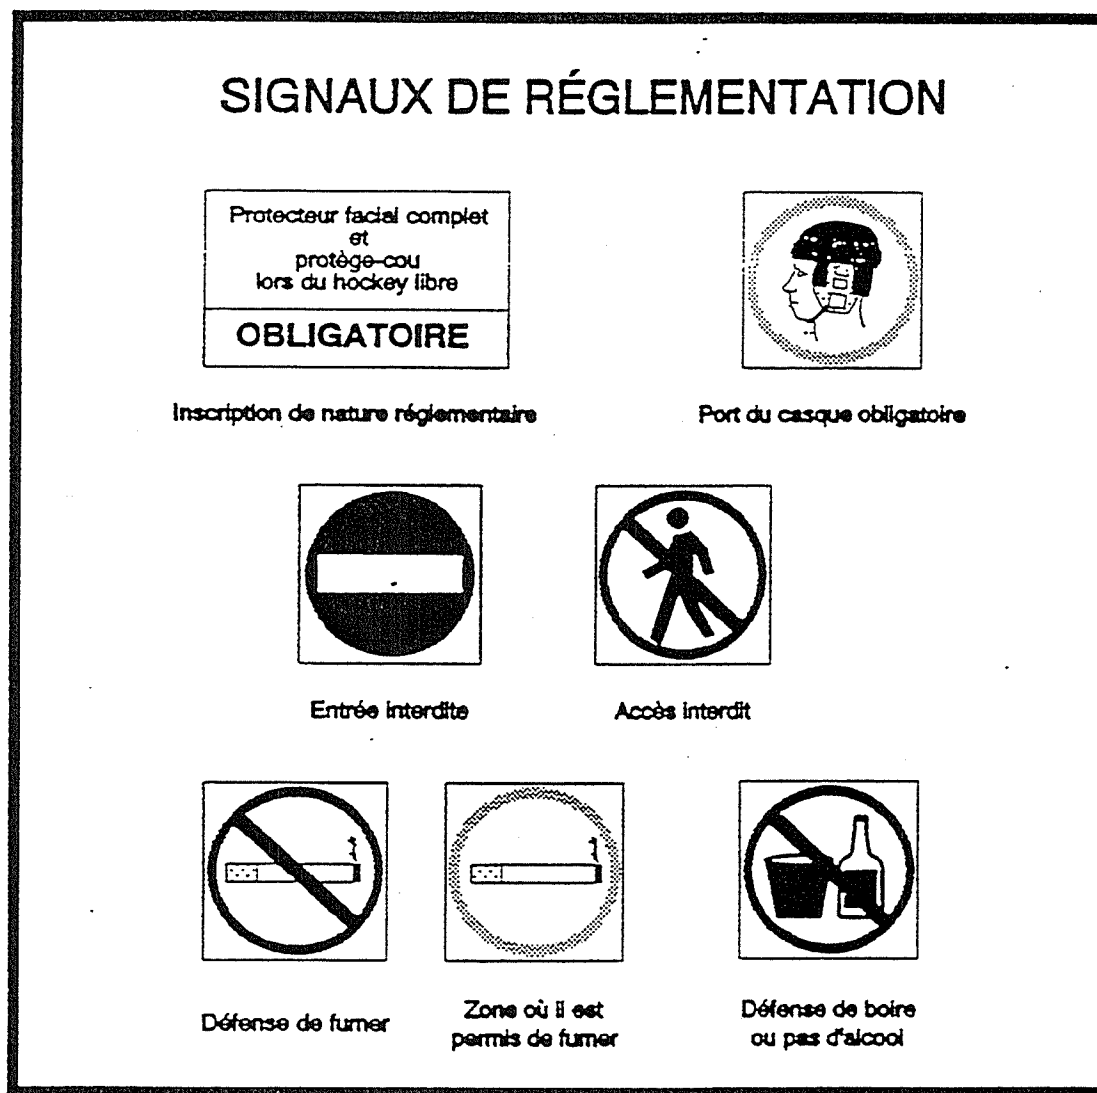 SIGNAUX DE RÉGLEMENTATION
Protecteur facial complet
et
protège-cou
lors du hockey libre
OBLIGATOIRE
Inscription de nature réglementaire
Port du casque obligatoire
Entrée interdite
Accès interdit
Défense de fumer
Zone où il est
permis de fumer
Défense de boire
ou pas d'alcool